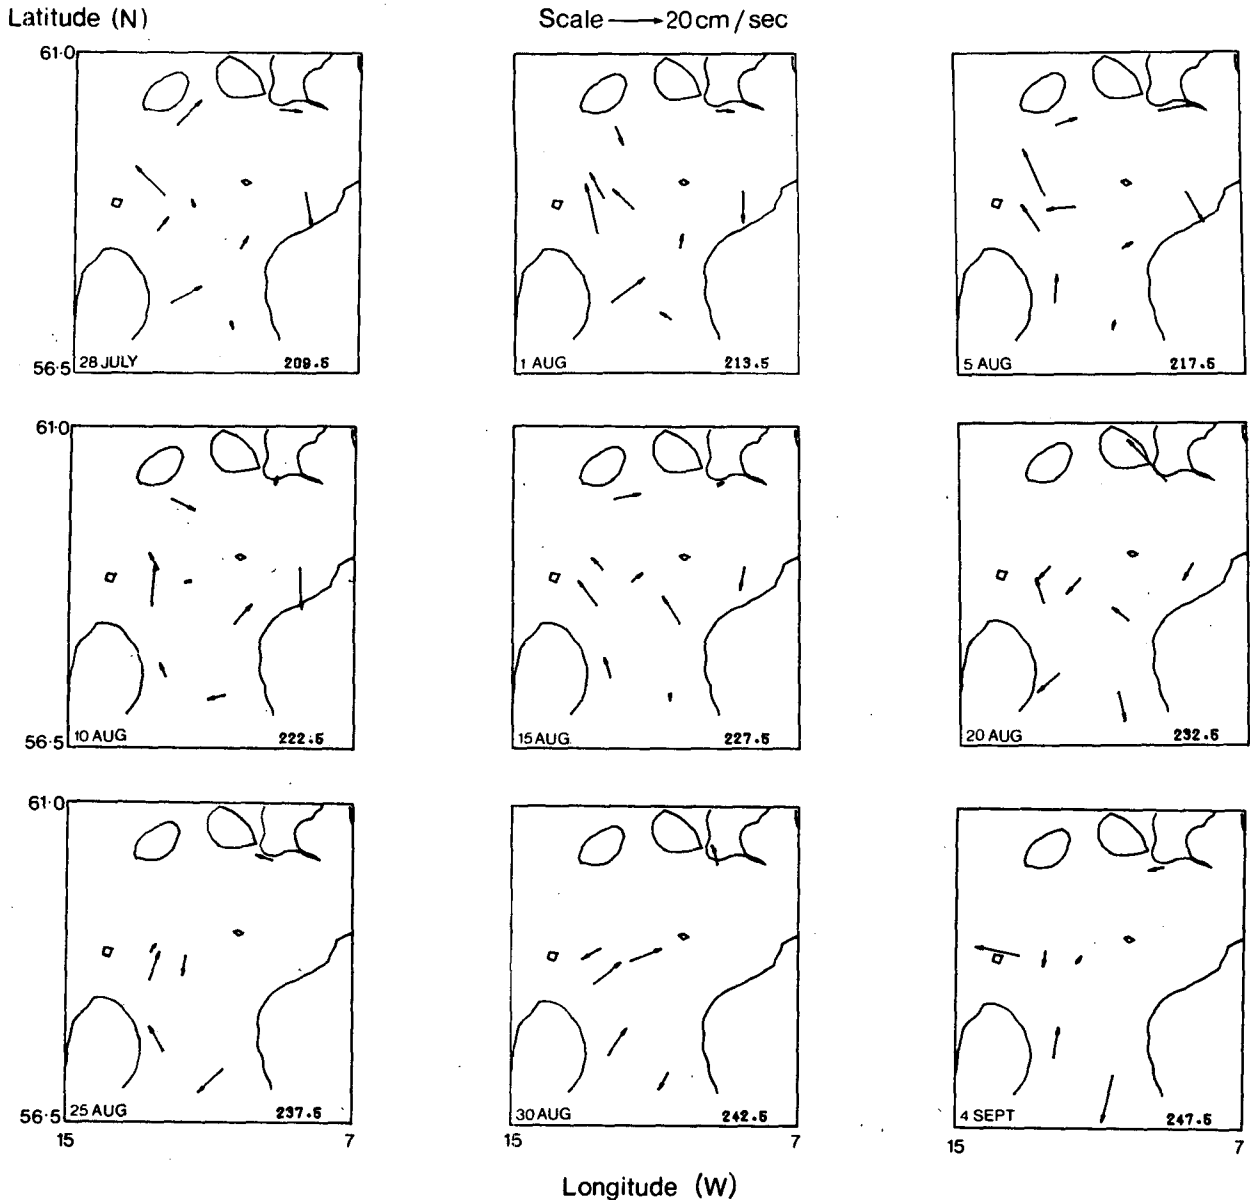 Latitude (N)
Scale → 20 cm/sec
61·0
56·5
28 JULY 209.5
1 AUG 213.5
5 AUG 217.5
61·0
56·5
10 AUG 222.5
15 AUG 227.5
20 AUG 232.5
61·0
56·5
25 AUG 237.5
30 AUG 242.5
4 SEPT 247.5
15 7
15 7
15 7
Longitude (W)